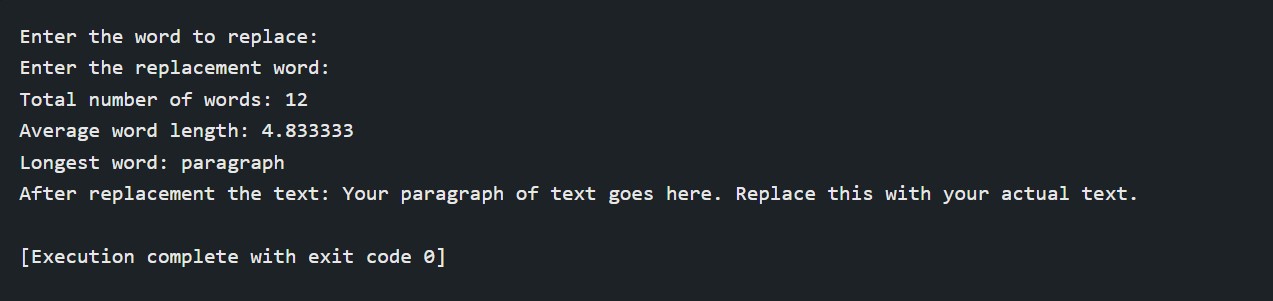 Enter the word to replace:
Enter the replacement word:
Total number of words: 12
Average word length: 4.833333
Longest word: paragraph
After replacement the text: Your paragraph of text goes here. Replace this with your actual text.
[Execution complete with exit code 0]